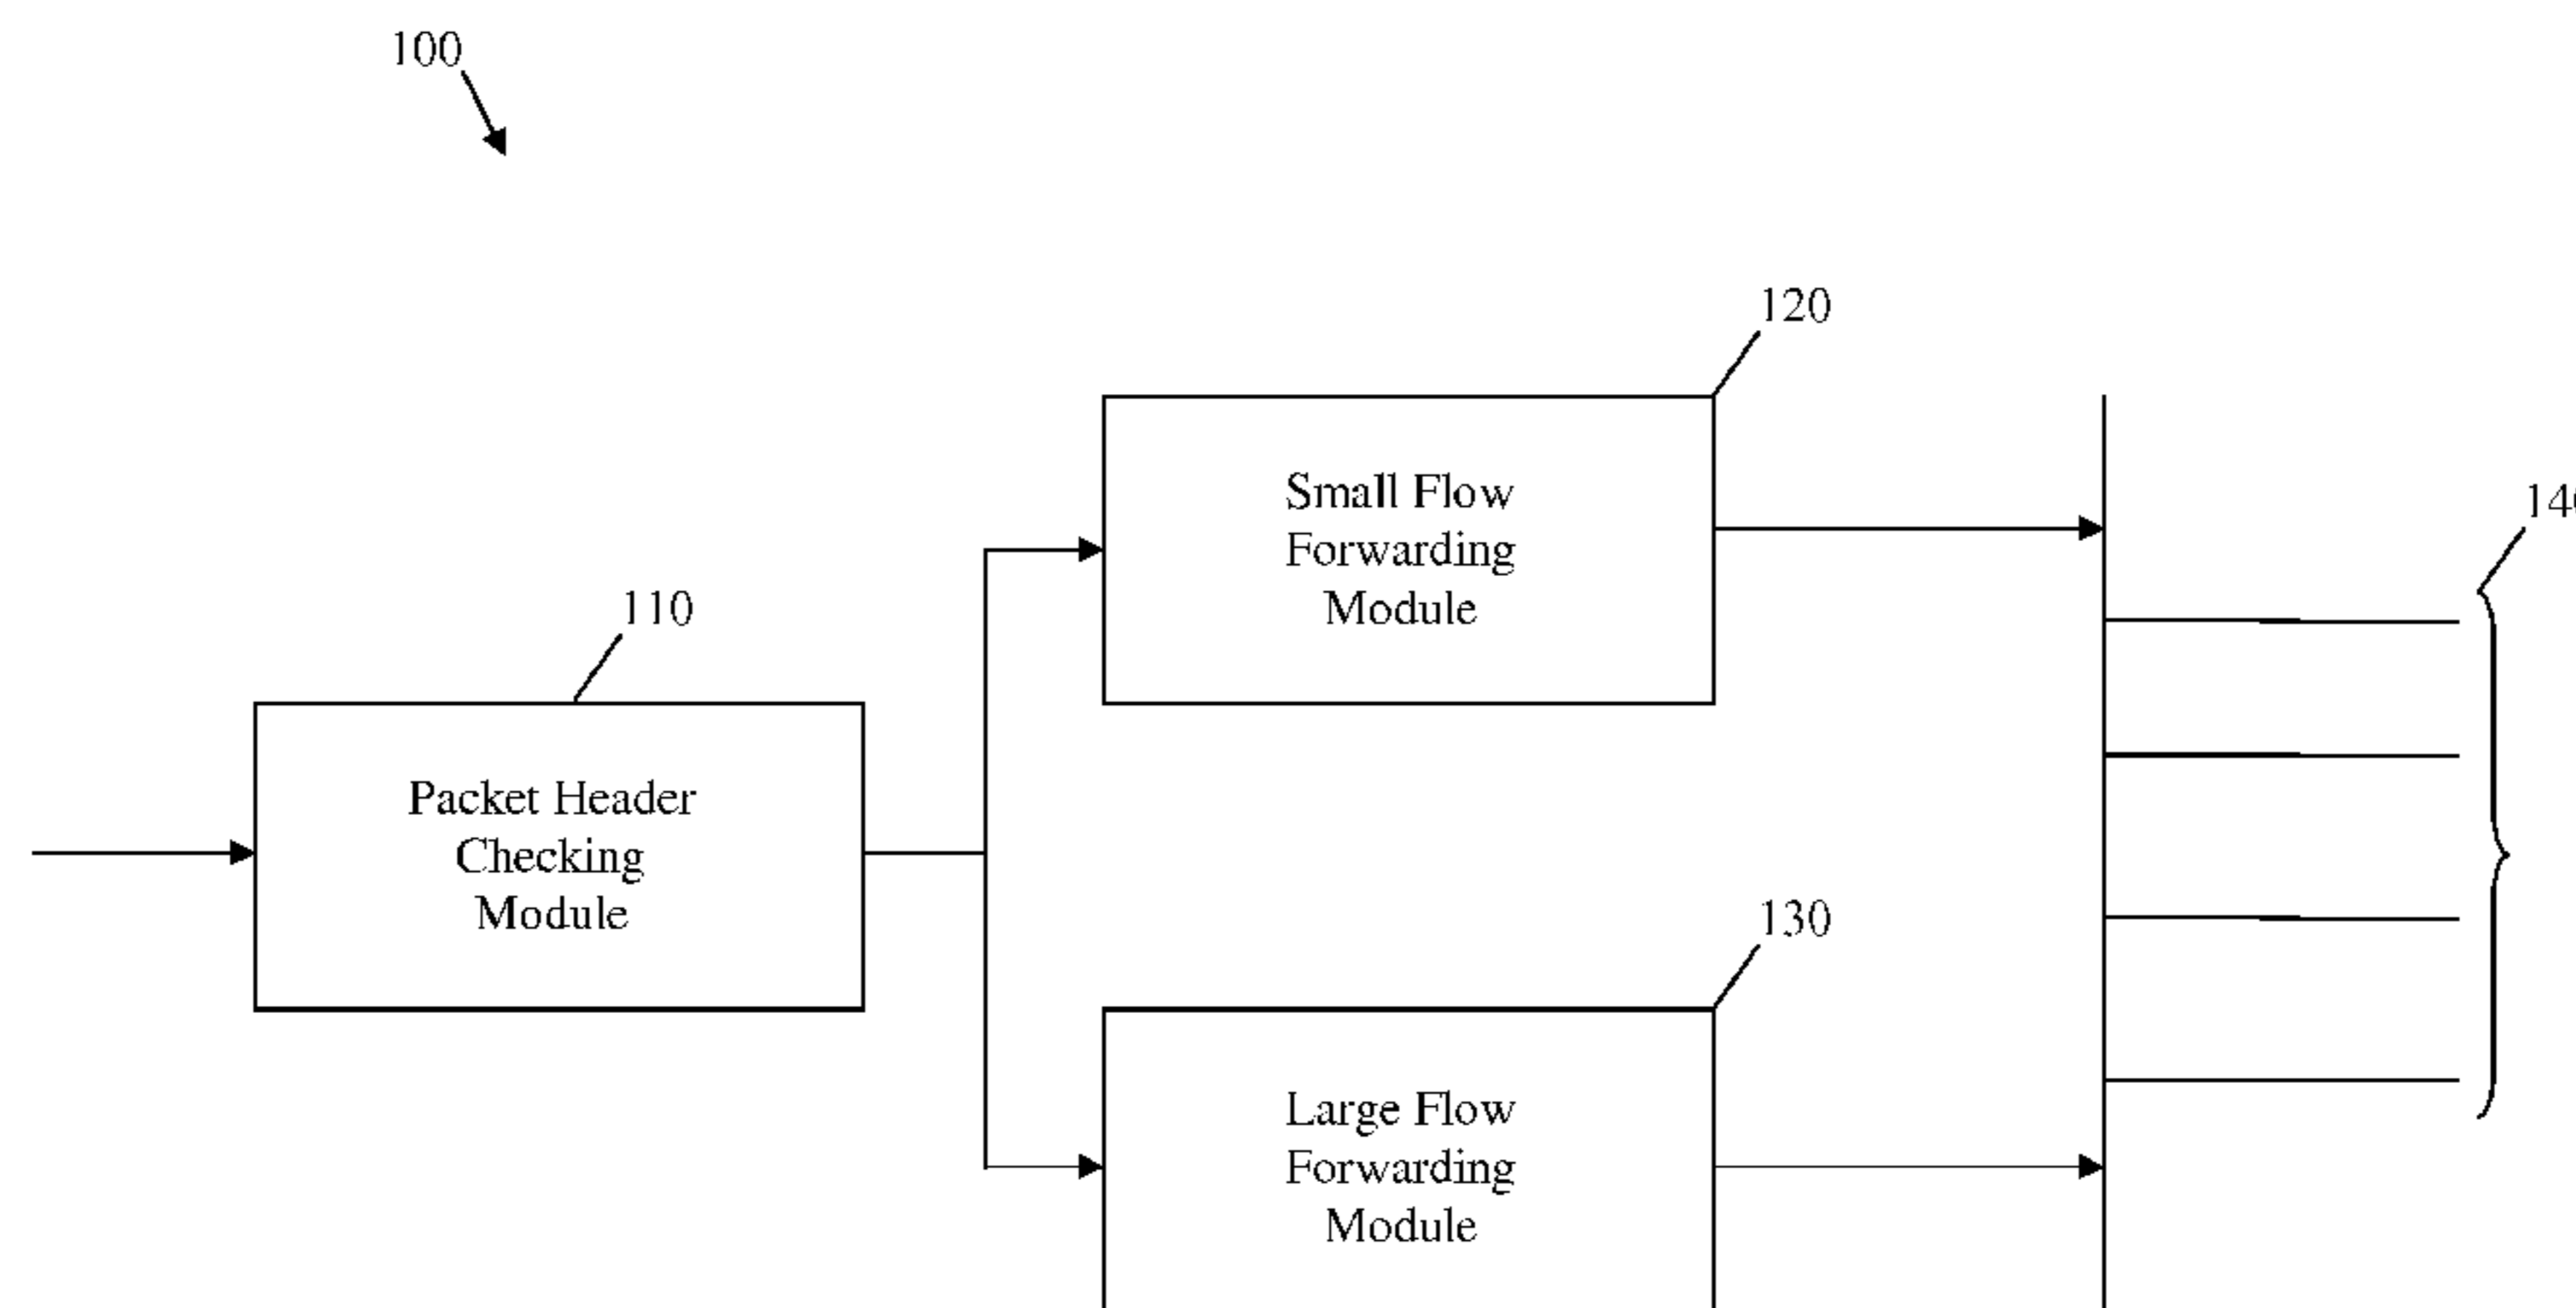 100
120
Small Flow
Forwarding
Module
110
Packet Header
Checking
Module
130
Large Flow
Forwarding
Module